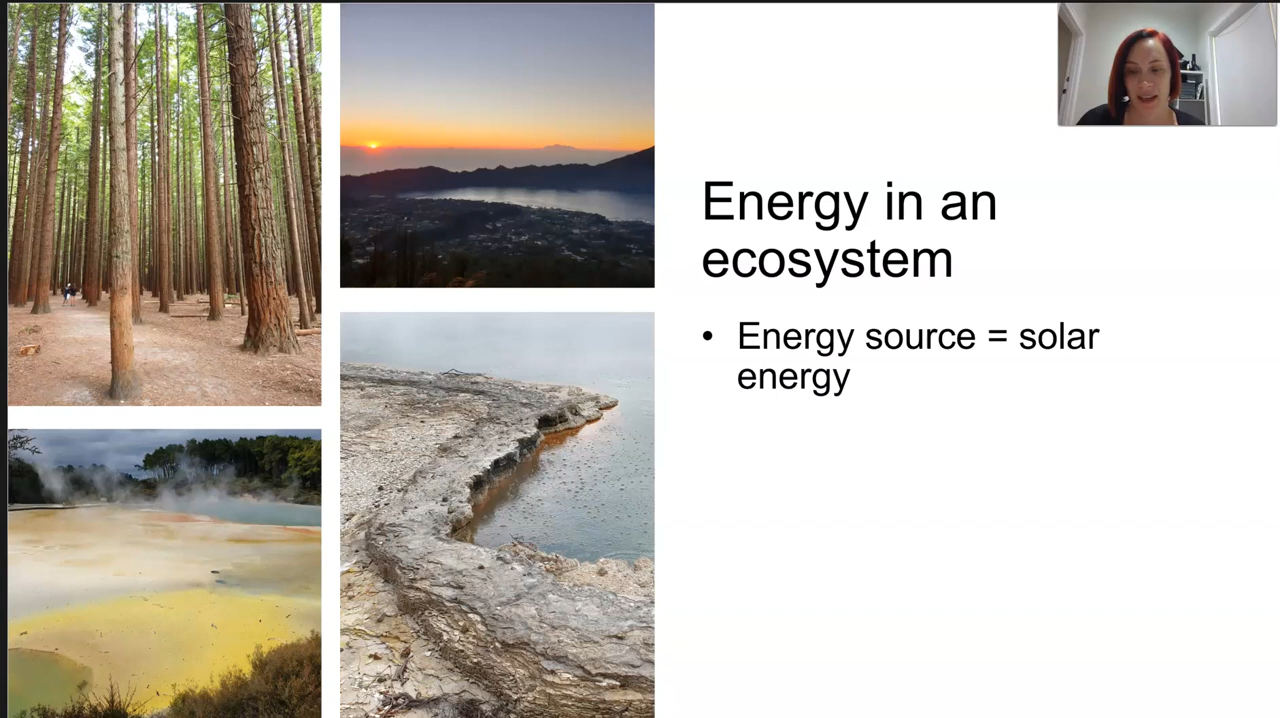 Energy in an
ecosystem
• Energy source = solar
energy